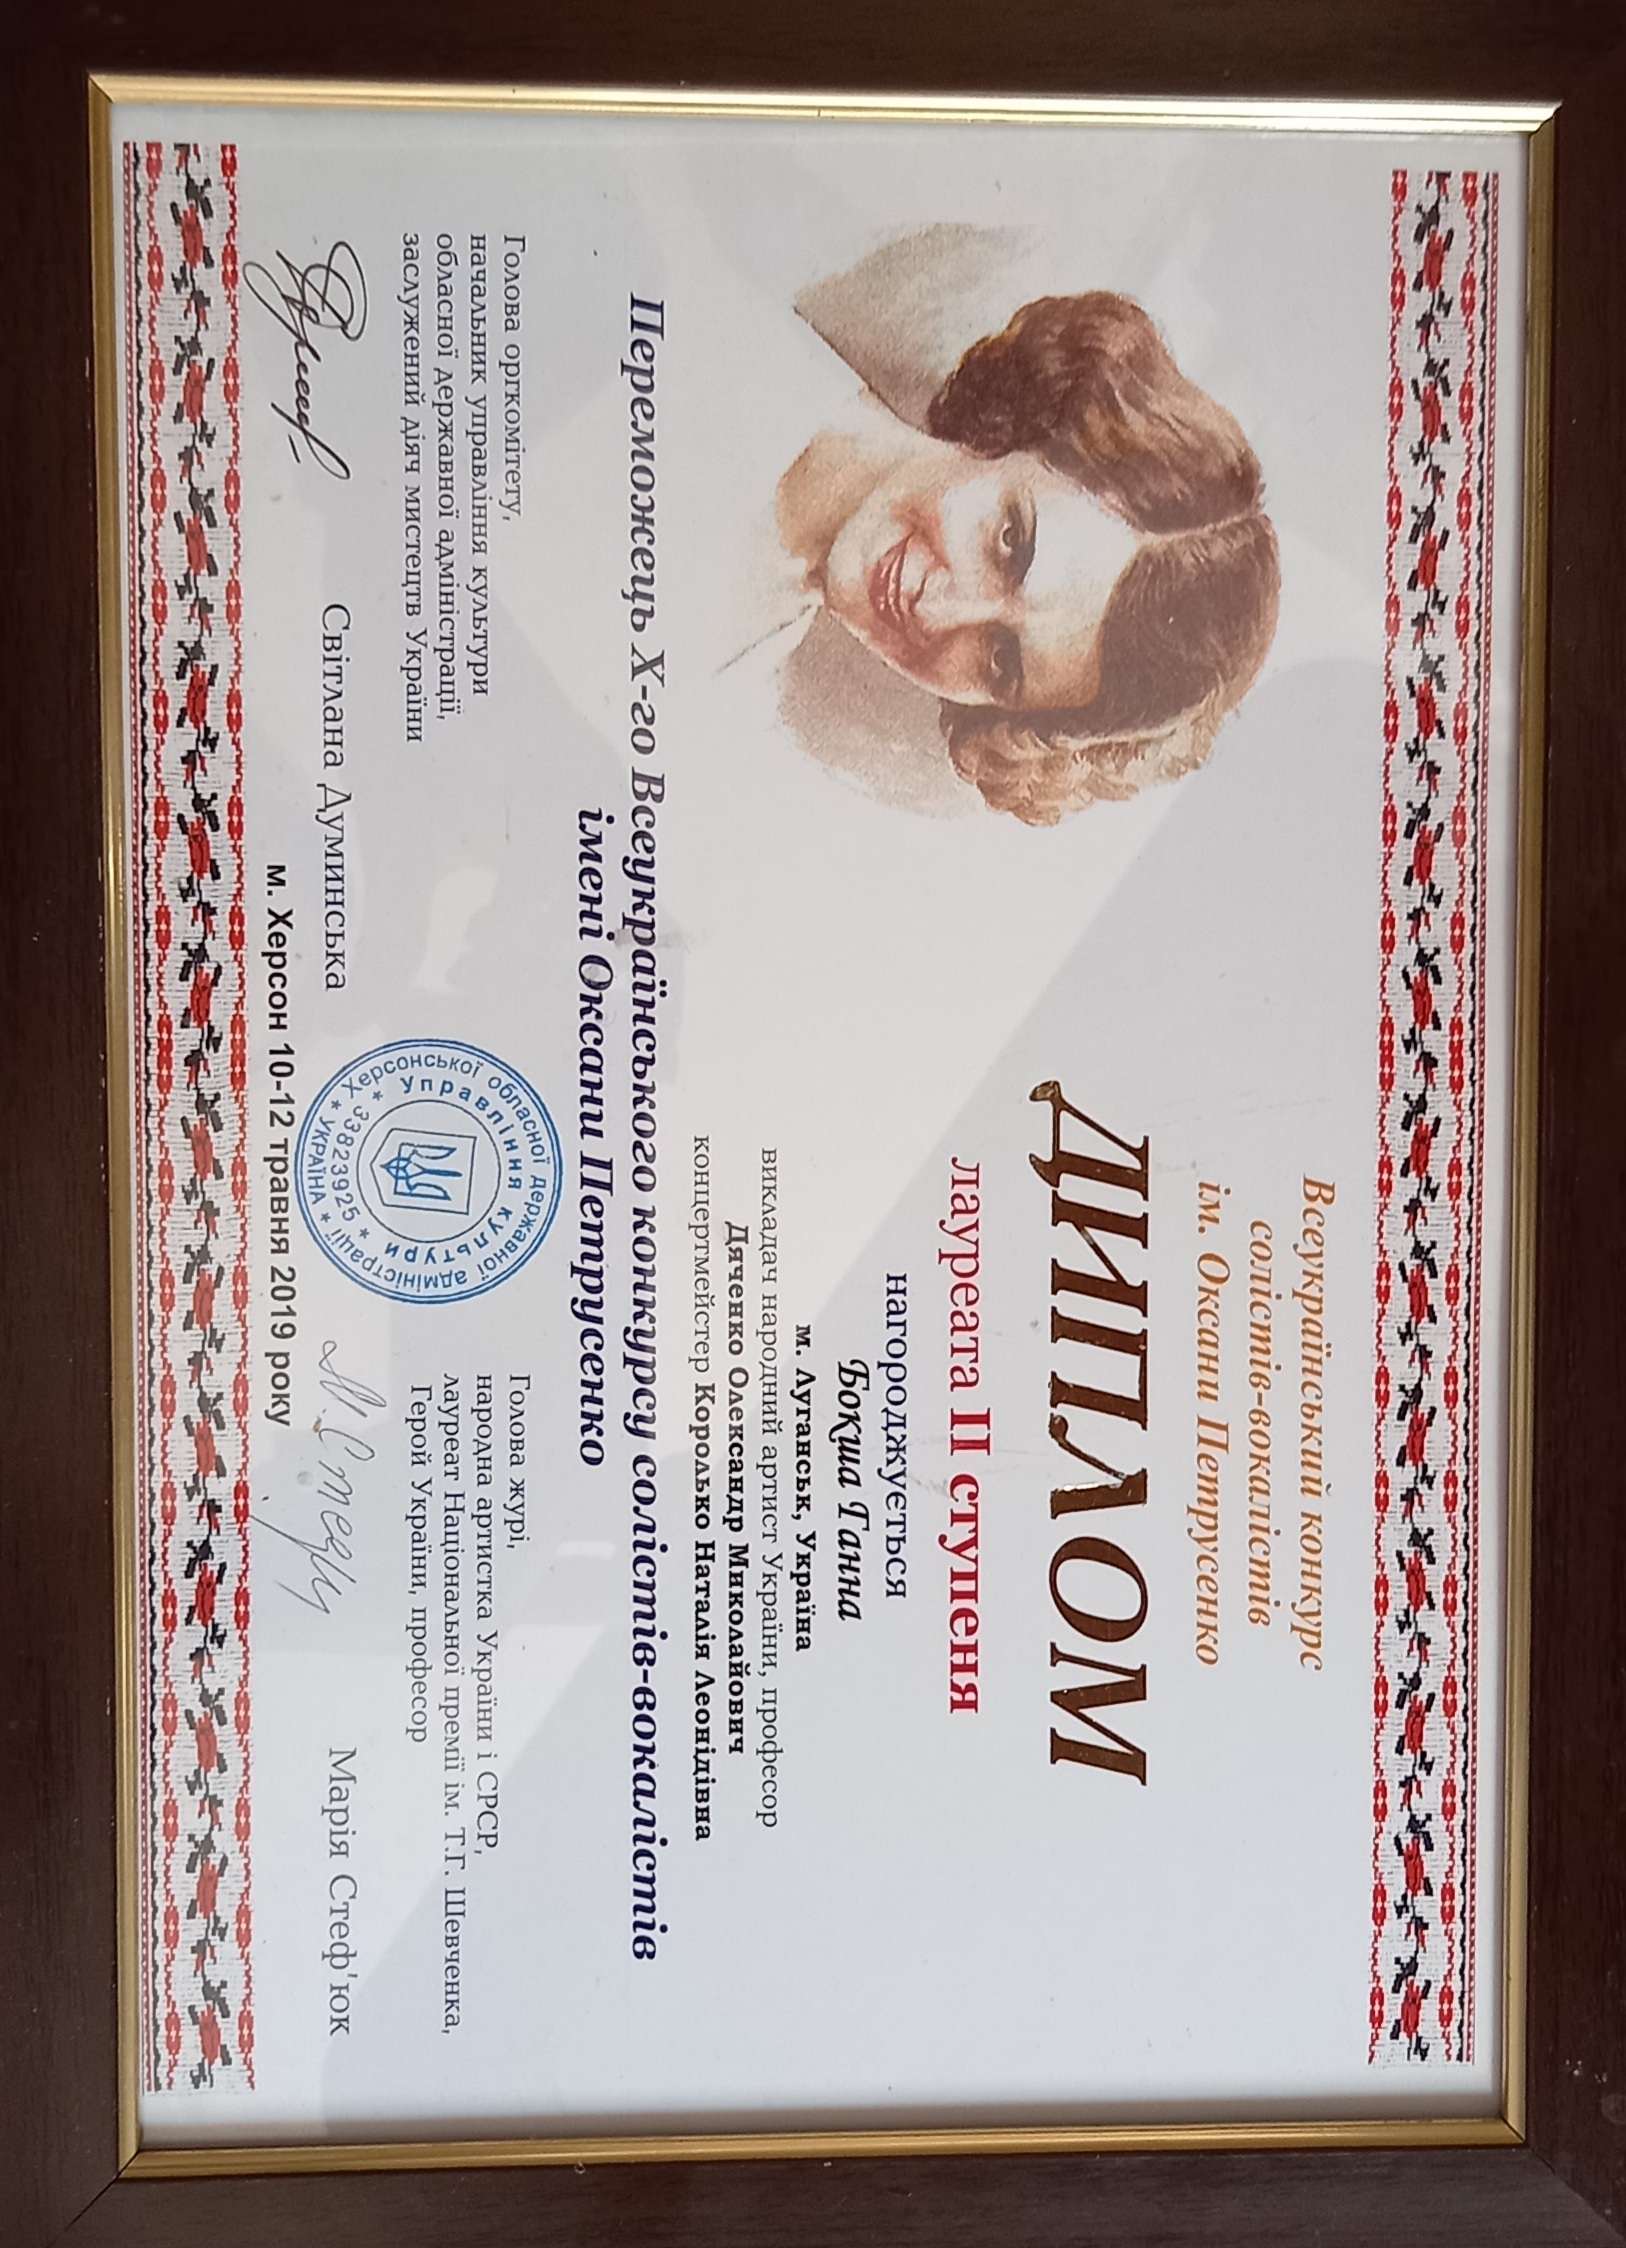 Всеукраїнський конкурс
солістів-вокалістів
ім. Оксани Петрусенко
ДИПЛОМ
лауреата II ступеня
нагороджується
Бокша Ганна
м. Луганськ, Україна
викладач народний артист України, професор
Дяченко Олександр Миколайович
концертмейстер Королько Наталія Леонідівна
Переможець X-го Всеукраїнського конкурсу солістів-вокалістів
імені Оксани Петрусенко
Голова оргкомітету,
начальник управління культури
обласної державної адміністрації,
заслужений діяч мистецтв України
Світлана Думинська
Херсонської обласної державної адміністрації
Управління культури
* 33823925 *
* УКРАЇНА *
Голова журі,
народна артистка України і СРСР,
лауреат Національної премії ім. Т.Г. Шевченка,
Герой України, професор
Марія Стеф'юк
м. Херсон 10-12 травня 2019 року